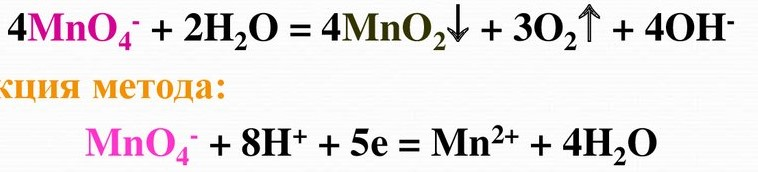 4MnO₄⁻ + 2H₂O = 4MnO₂↓ + 3O₂↑ + 4OH⁻
кция метода:
MnO₄⁻ + 8H⁺ + 5e = Mn²⁺ + 4H₂O